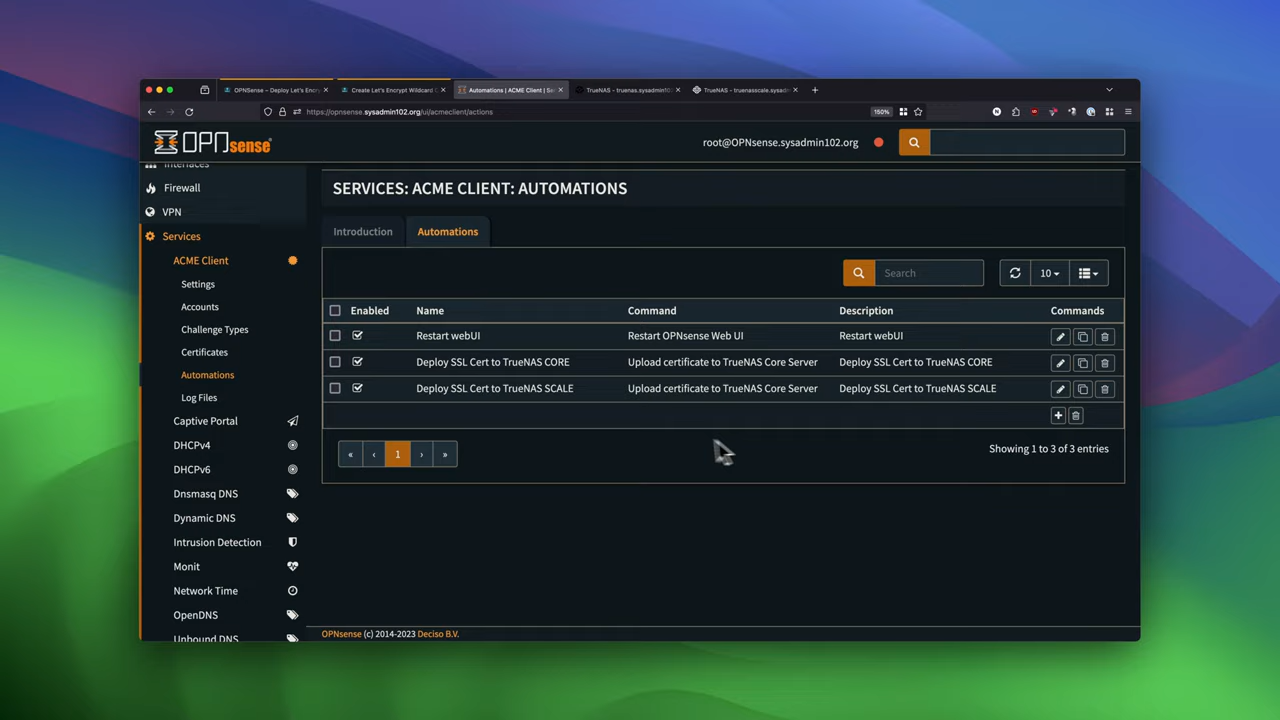 OPNSense – Deploy Let's Encry
Create Let's Encrypt Wildcard C
Automations | ACME Client | Se
TrueNAS - truenas.sysadmin102
TrueNAS - truenasscale.sysadm
https://opnsense.sysadmin102.org/ui/acmeclient/actions
150%
OPNsense
root@OPNsense.sysadmin102.org
Interfaces
Firewall
VPN
Services
ACME Client
Settings
Accounts
Challenge Types
Certificates
Automations
Log Files
Captive Portal
DHCPv4
DHCPv6
Dnsmasq DNS
Dynamic DNS
Intrusion Detection
Monit
Network Time
OpenDNS
Unbound DNS
SERVICES: ACME CLIENT: AUTOMATIONS
Introduction Automations
Search 10
Enabled Name Command Description Commands
Restart webUI Restart OPNsense Web UI Restart webUI
Deploy SSL Cert to TrueNAS CORE Upload certificate to TrueNAS Core Server Deploy SSL Cert to TrueNAS CORE
Deploy SSL Cert to TrueNAS SCALE Upload certificate to TrueNAS Core Server Deploy SSL Cert to TrueNAS SCALE
« ‹ 1 › » Showing 1 to 3 of 3 entries
OPNsense (c) 2014-2023 Deciso B.V.